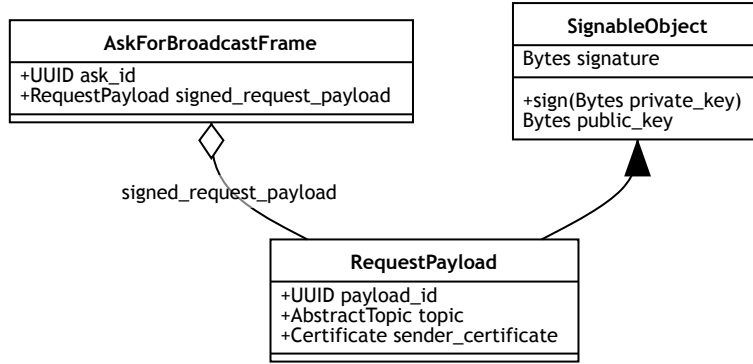 AskForBroadcastFrame
+UUID ask_id
+RequestPayload signed_request_payload
SignableObject
Bytes signature
+sign(Bytes private_key)
Bytes public_key
signed_request_payload
RequestPayload
+UUID payload_id
+AbstractTopic topic
+Certificate sender_certificate